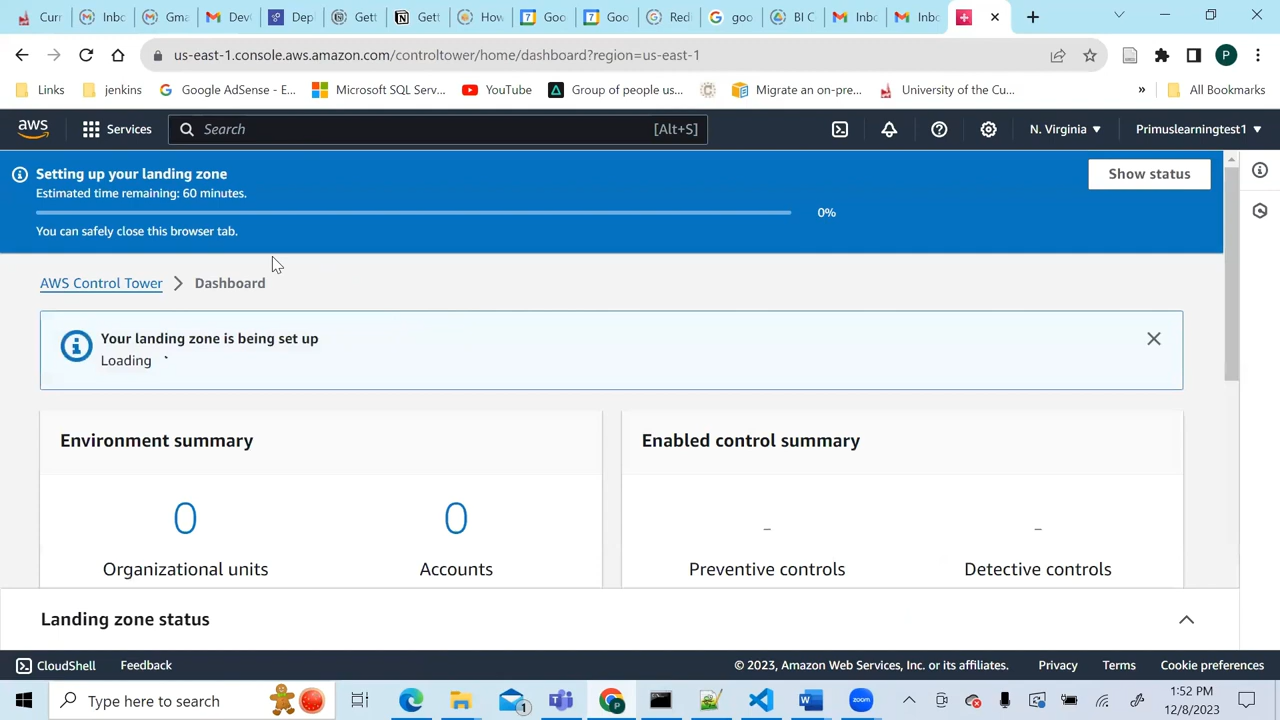 Curr
Inbc
Gma
Dev
Dep
Gett
Gett
How
Goo
Goo
Redi
goo
BI C
Inbc
Inbo
us-east-1.console.aws.amazon.com/controltower/home/dashboard?region=us-east-1
P
Links
jenkins
Google AdSense - E...
Microsoft SQL Serv...
YouTube
Group of people us...
Migrate an on-pre...
University of the Cu...
»
All Bookmarks
aws
Services
Search
[Alt+S]
N. Virginia
Primuslearningtest1
Setting up your landing zone
Show status
Estimated time remaining: 60 minutes.
0%
You can safely close this browser tab.
AWS Control Tower
Dashboard
Your landing zone is being set up
Loading
Environment summary
Enabled control summary
0
0
–
–
Organizational units
Accounts
Preventive controls
Detective controls
Landing zone status
CloudShell
Feedback
© 2023, Amazon Web Services, Inc. or its affiliates.
Privacy
Terms
Cookie preferences
Type here to search
1
zoom
1:52 PM
12/8/2023